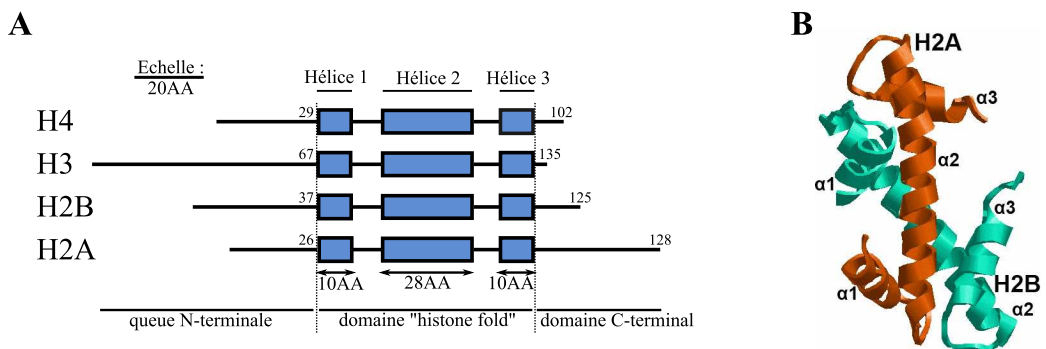 A
Echelle :
20AA
Hélice 1 Hélice 2 Hélice 3
H4 29 102
H3 67 135
H2B 37 125
H2A 26 128
10AA 28AA 10AA
queue N-terminale domaine "histone fold" domaine C-terminal
B
H2A
α3
α1 α2
α3
α1 H2B
α2